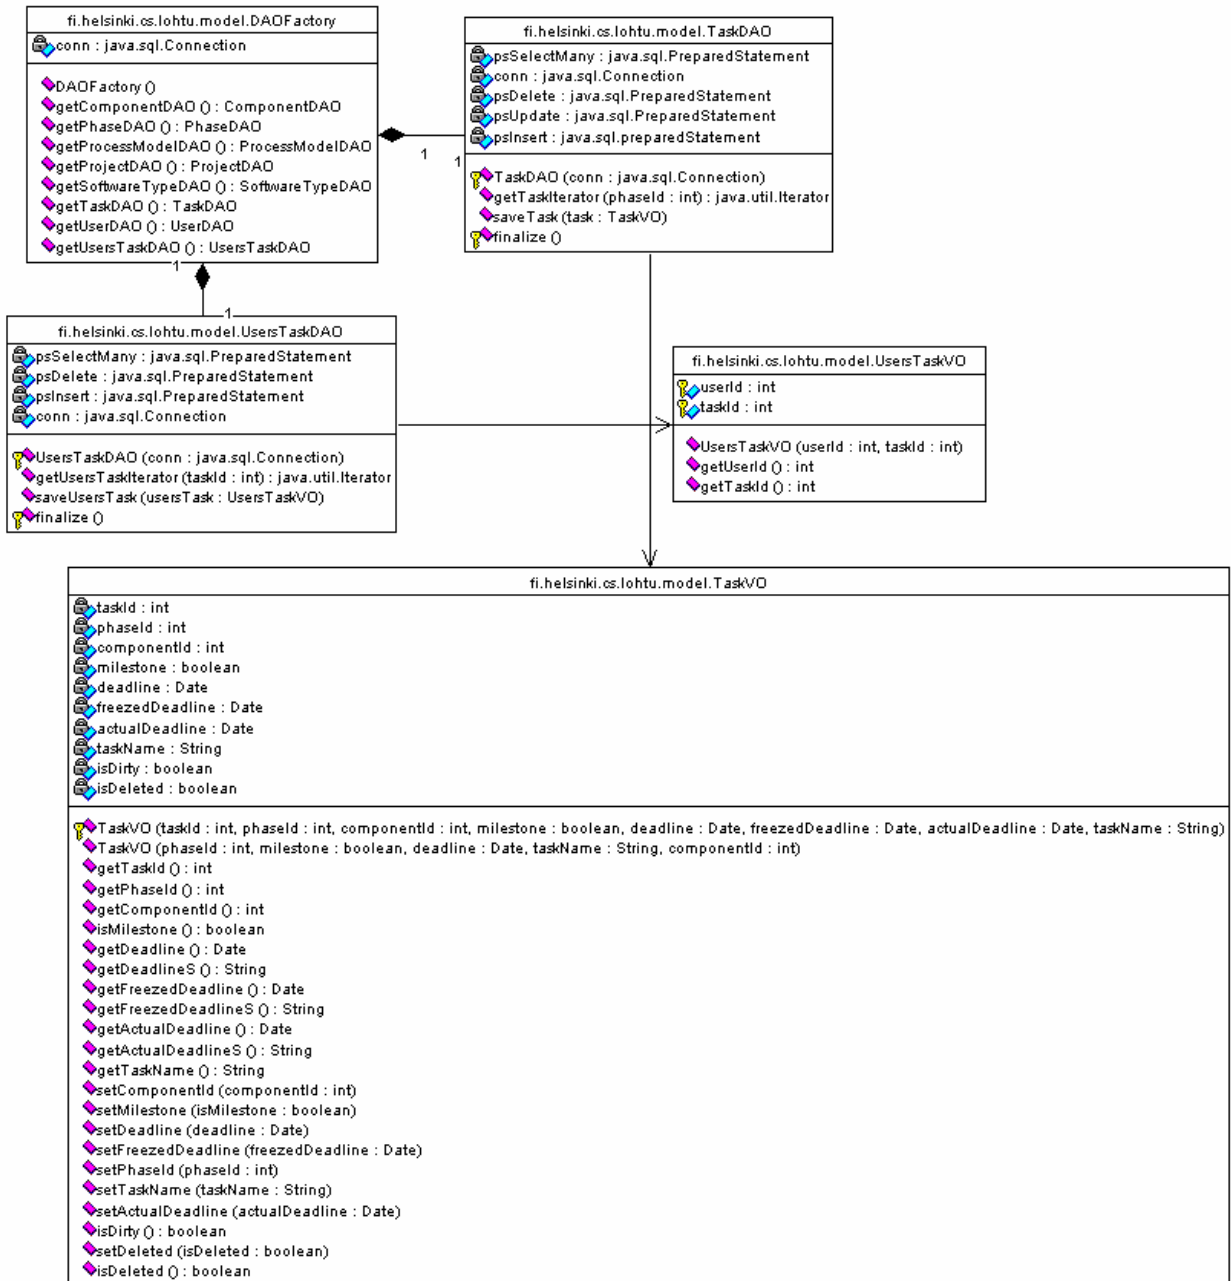 fi.helsinki.cs.lohtu.model.DAOFactory
conn : java.sql.Connection
DAOFactory ()
getComponentDAO () : ComponentDAO
getPhaseDAO () : PhaseDAO
getProcessModelDAO () : ProcessModelDAO
getProjectDAO () : ProjectDAO
getSoftwareTypeDAO () : SoftwareTypeDAO
getTaskDAO () : TaskDAO
getUserDAO () : UserDAO
getUsersTaskDAO () : UsersTaskDAO
fi.helsinki.cs.lohtu.model.TaskDAO
psSelectMany : java.sql.PreparedStatement
conn : java.sql.Connection
psDelete : java.sql.PreparedStatement
psUpdate : java.sql.PreparedStatement
psInsert : java.sql.preparedStatement
TaskDAO (conn : java.sql.Connection)
getTaskIterator (phaseId : int) : java.util.Iterator
saveTask (task : TaskVO)
finalize ()
1
1
1
1
fi.helsinki.cs.lohtu.model.UsersTaskDAO
psSelectMany : java.sql.PreparedStatement
psDelete : java.sql.PreparedStatement
psInsert : java.sql.PreparedStatement
conn : java.sql.Connection
UsersTaskDAO (conn : java.sql.Connection)
getUsersTaskIterator (taskId : int) : java.util.Iterator
saveUsersTask (usersTask : UsersTaskVO)
finalize ()
fi.helsinki.cs.lohtu.model.UsersTaskVO
userId : int
taskId : int
UsersTaskVO (userId : int, taskId : int)
getUserId () : int
getTaskId () : int
fi.helsinki.cs.lohtu.model.TaskVO
taskId : int
phaseId : int
componentId : int
milestone : boolean
deadline : Date
freezedDeadline : Date
actualDeadline : Date
taskName : String
isDirty : boolean
isDeleted : boolean
TaskVO (taskId : int, phaseId : int, componentId : int, milestone : boolean, deadline : Date, freezedDeadline : Date, actualDeadline : Date, taskName : String)
TaskVO (phaseId : int, milestone : boolean, deadline : Date, taskName : String, componentId : int)
getTaskId () : int
getPhaseId () : int
getComponentId () : int
isMilestone () : boolean
getDeadline () : Date
getDeadlineS () : String
getFreezedDeadline () : Date
getFreezedDeadlineS () : String
getActualDeadline () : Date
getActualDeadlineS () : String
getTaskName () : String
setComponentId (componentId : int)
setMilestone (isMilestone : boolean)
setDeadline (deadline : Date)
setFreezedDeadline (freezedDeadline : Date)
setPhaseId (phaseId : int)
setTaskName (taskName : String)
setActualDeadline (actualDeadline : Date)
isDirty () : boolean
setDeleted (isDeleted : boolean)
isDeleted () : boolean